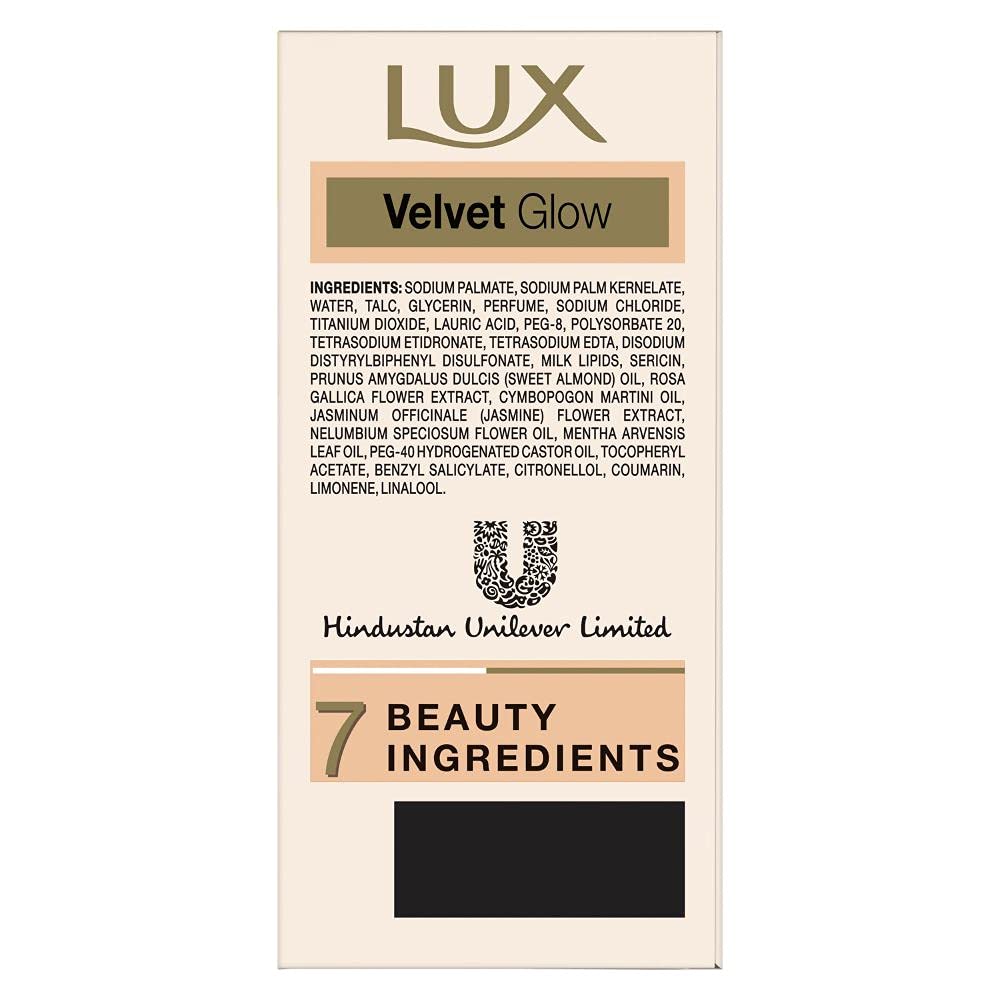 LUX
Velvet Glow
INGREDIENTS: SODIUM PALMATE, SODIUM PALM KERNELATE,
WATER, TALC, GLYCERIN, PERFUME, SODIUM CHLORIDE,
TITANIUM DIOXIDE, LAURIC ACID, PEG-8, POLYSORBATE 20,
TETRASODIUM ETIDRONATE, TETRASODIUM EDTA, DISODIUM
DISTYRYLBIPHENYL DISULFONATE, MILK LIPIDS, SERICIN,
PRUNUS AMYGDALUS DULCIS (SWEET ALMOND) OIL, ROSA
GALLICA FLOWER EXTRACT, CYMBOPOGON MARTINI OIL,
JASMINUM OFFICINALE (JASMINE) FLOWER EXTRACT,
NELUMBIUM SPECIOSUM FLOWER OIL, MENTHA ARVENSIS
LEAF OIL, PEG-40 HYDROGENATED CASTOR OIL, TOCOPHERYL
ACETATE, BENZYL SALICYLATE, CITRONELLOL, COUMARIN,
LIMONENE, LINALOOL.
Hindustan Unilever Limited
7 BEAUTY
INGREDIENTS